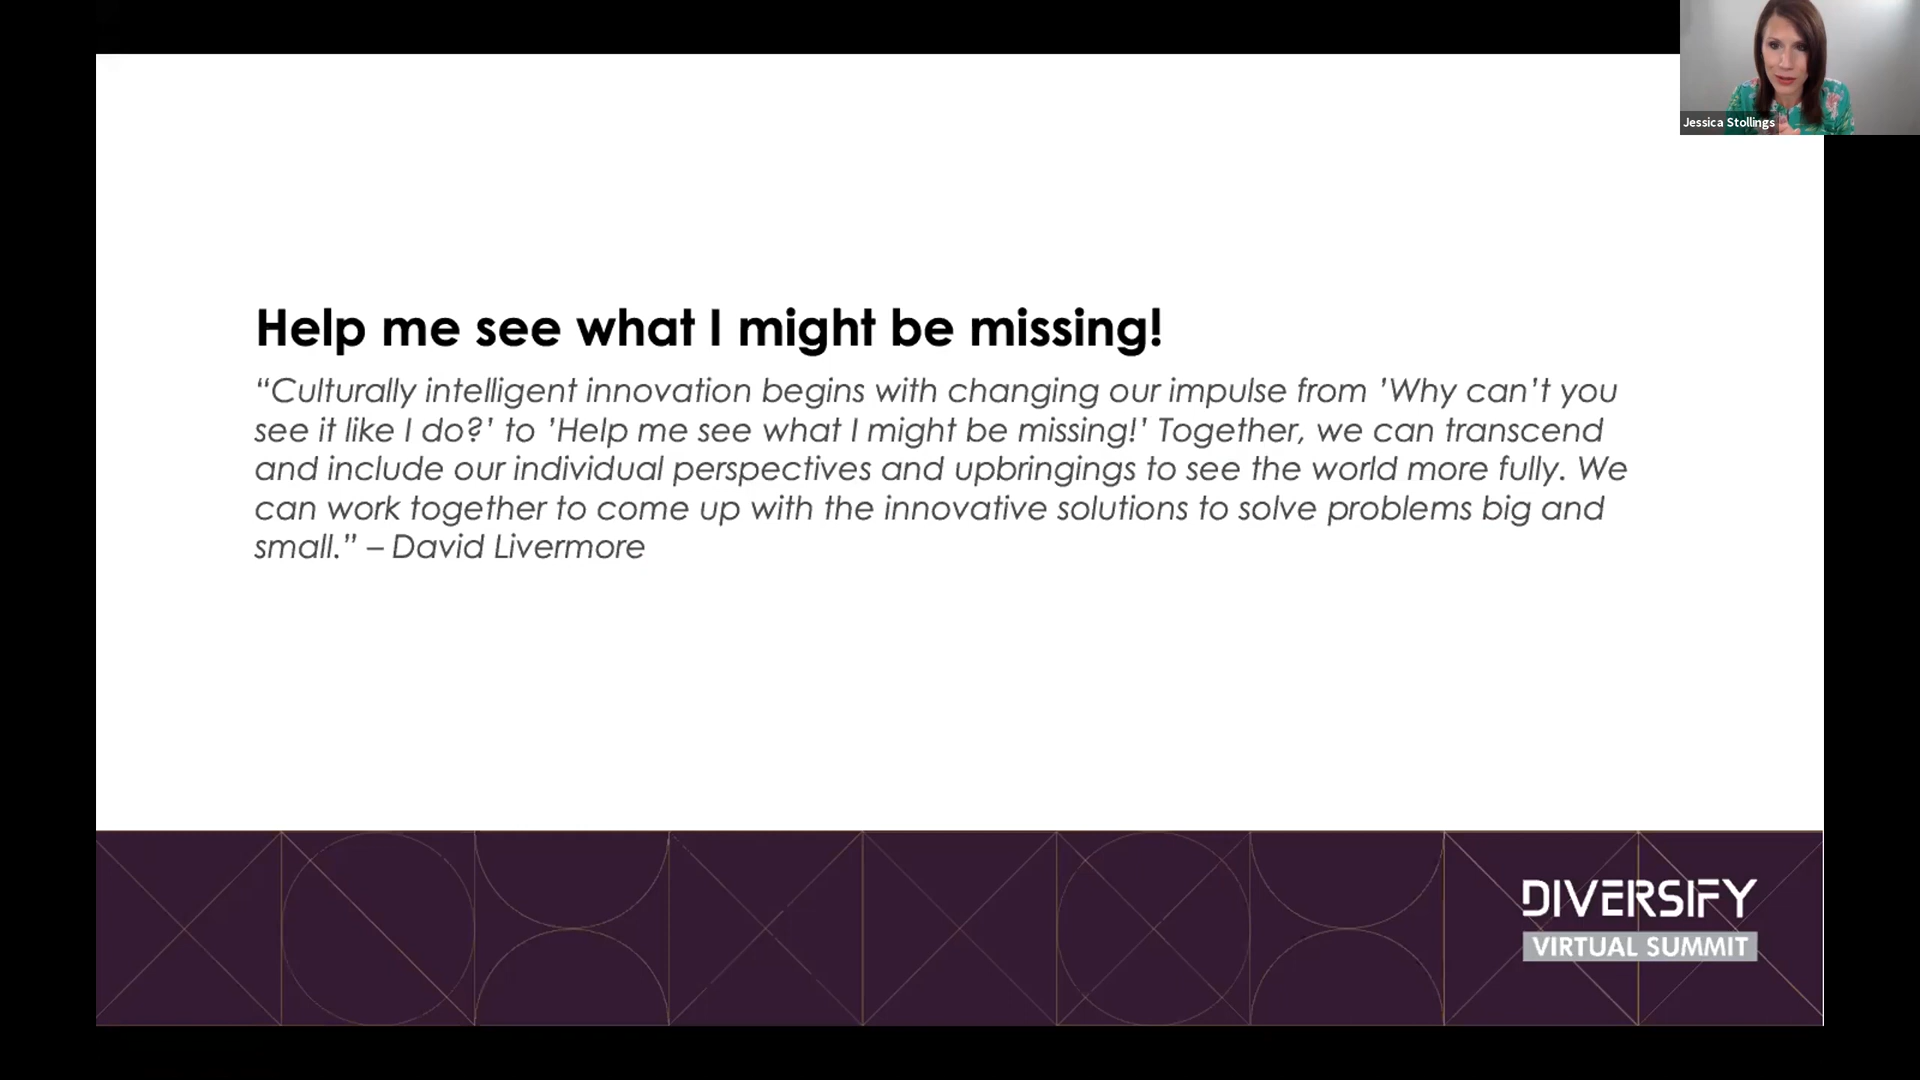 Jessica Stollings
Help me see what I might be missing!
“Culturally intelligent innovation begins with changing our impulse from ’Why can’t you
see it like I do?’ to ’Help me see what I might be missing!’ Together, we can transcend
and include our individual perspectives and upbringings to see the world more fully. We
can work together to come up with the innovative solutions to solve problems big and
small.” – David Livermore
DIVERSIFY
VIRTUAL SUMMIT